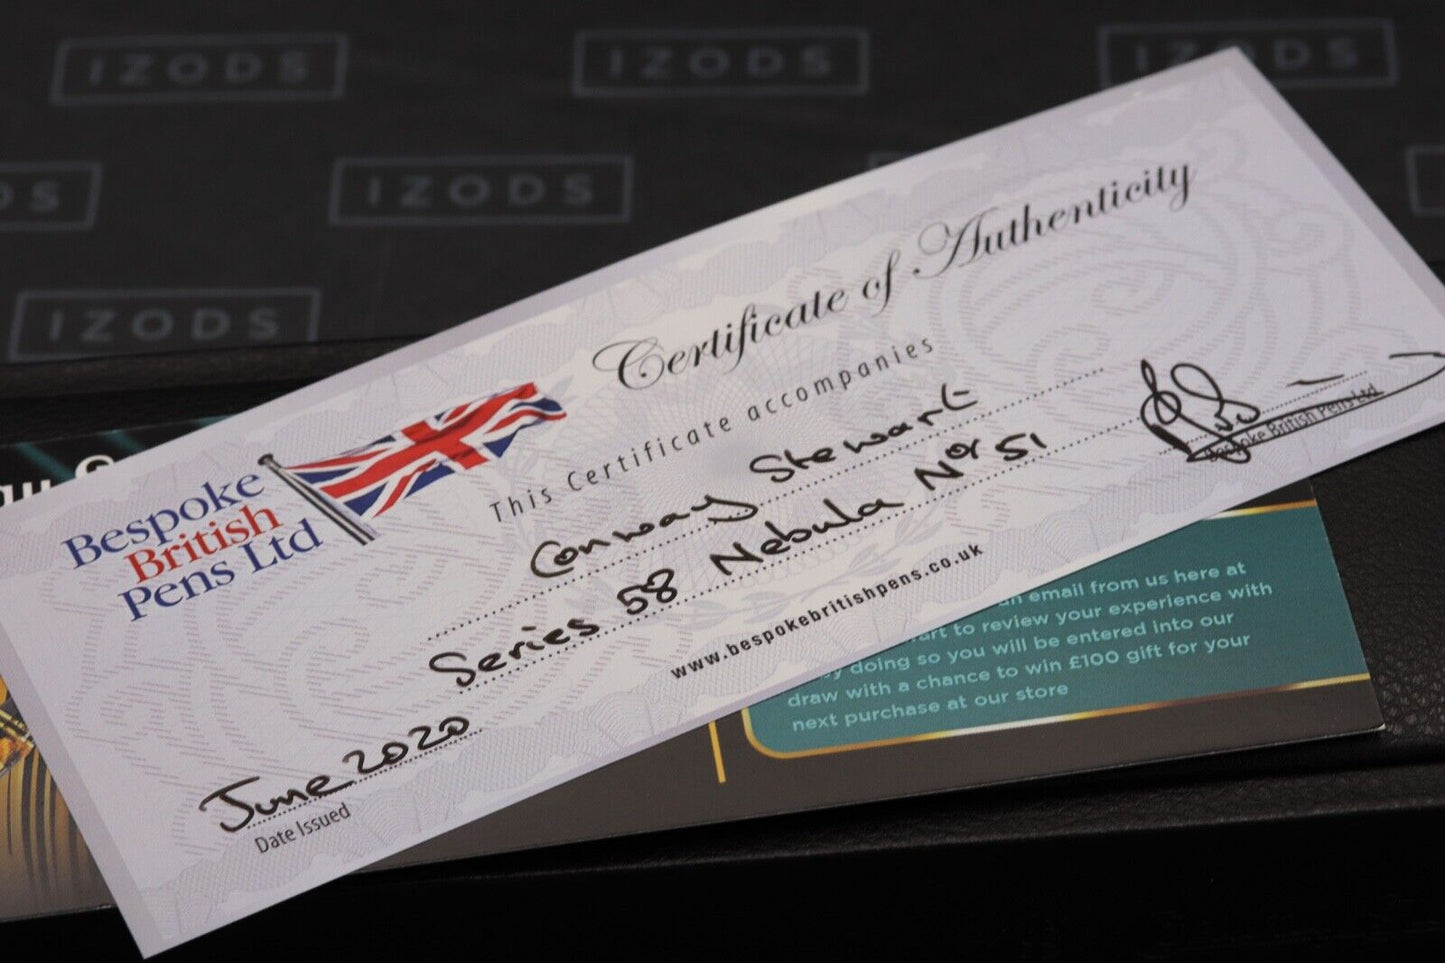 IZODS
IZODS
IZODS
IZODS
IZODS
Certificate of Authenticity
This Certificate accompanies
Conway Stewart
Series 58 Nebula Nor 51
www.bespokebritishpens.co.uk
Bespoke
British
Pens Ltd
Bespoke British Pens Ltd
June 2020
Date Issued
an email from us here at
to review your experience with
doing so you will be entered into our
draw with a chance to win £100 gift for your
next purchase at our store